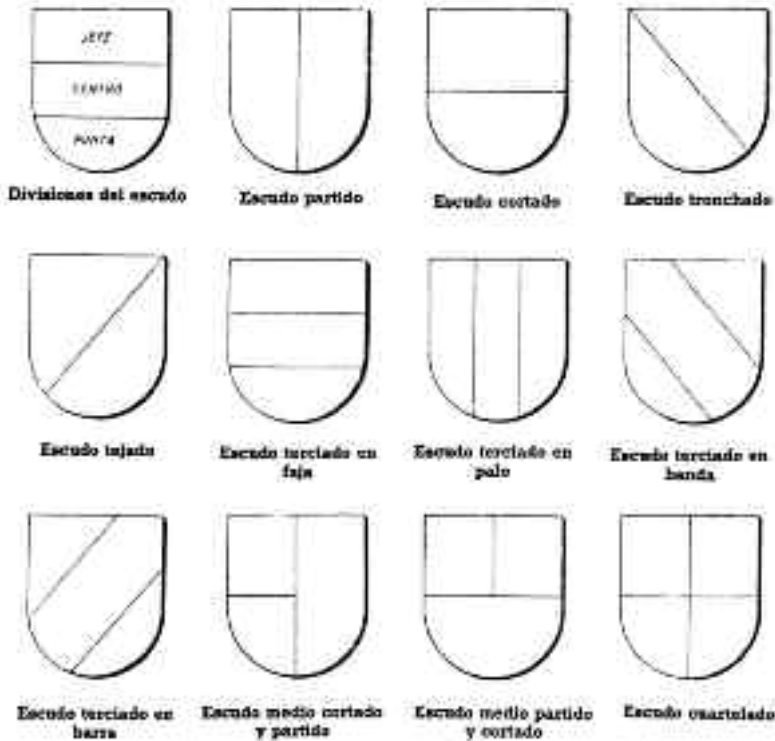 JEFE
CENTRO
PUNTA
Divisiones del escudo
Escudo partido
Escudo cortado
Escudo tronchado
Escudo tajado
Escudo terciado en
faja
Escudo terciado en
palo
Escudo terciado en
banda
Escudo terciado en
barra
Escudo medio cortado
y partido
Escudo medio partido
y cortado
Escudo cuartelado